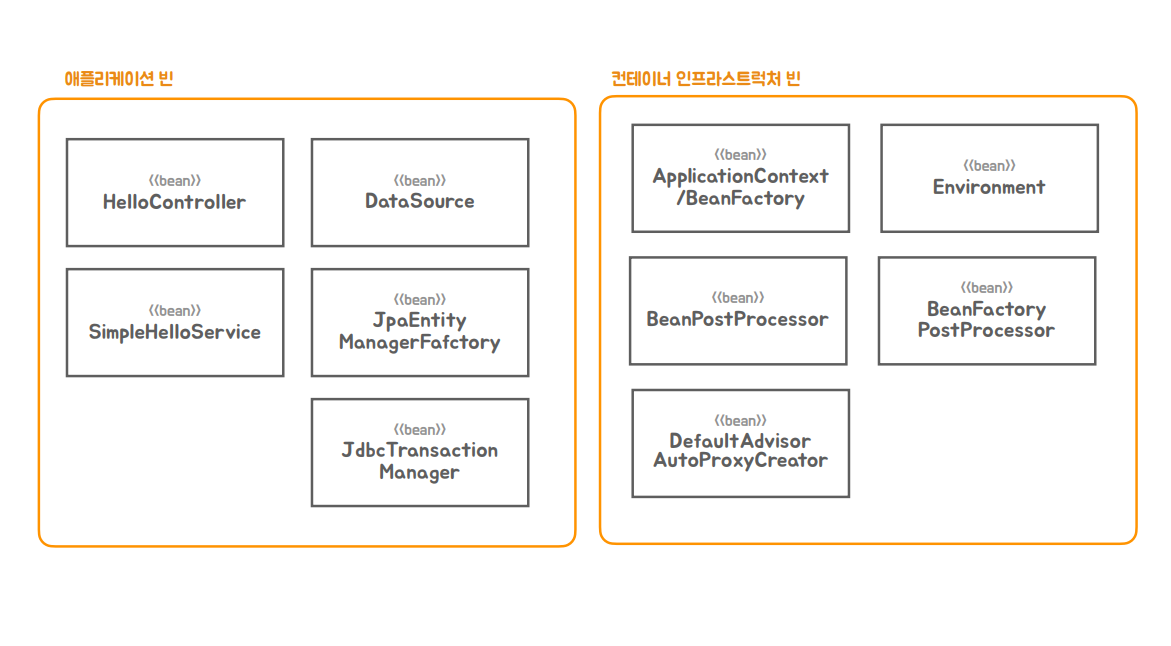 애플리케이션 빈
<<bean>>
HelloController
<<bean>>
DataSource
<<bean>>
SimpleHelloService
<<bean>>
JpaEntity
ManagerFafctory
<<bean>>
JdbcTransaction
Manager
컨테이너 인프라스트럭처 빈
<<bean>>
ApplicationContext
/BeanFactory
<<bean>>
Environment
<<bean>>
BeanPostProcessor
<<bean>>
BeanFactory
PostProcessor
<<bean>>
DefaultAdvisor
AutoProxyCreator